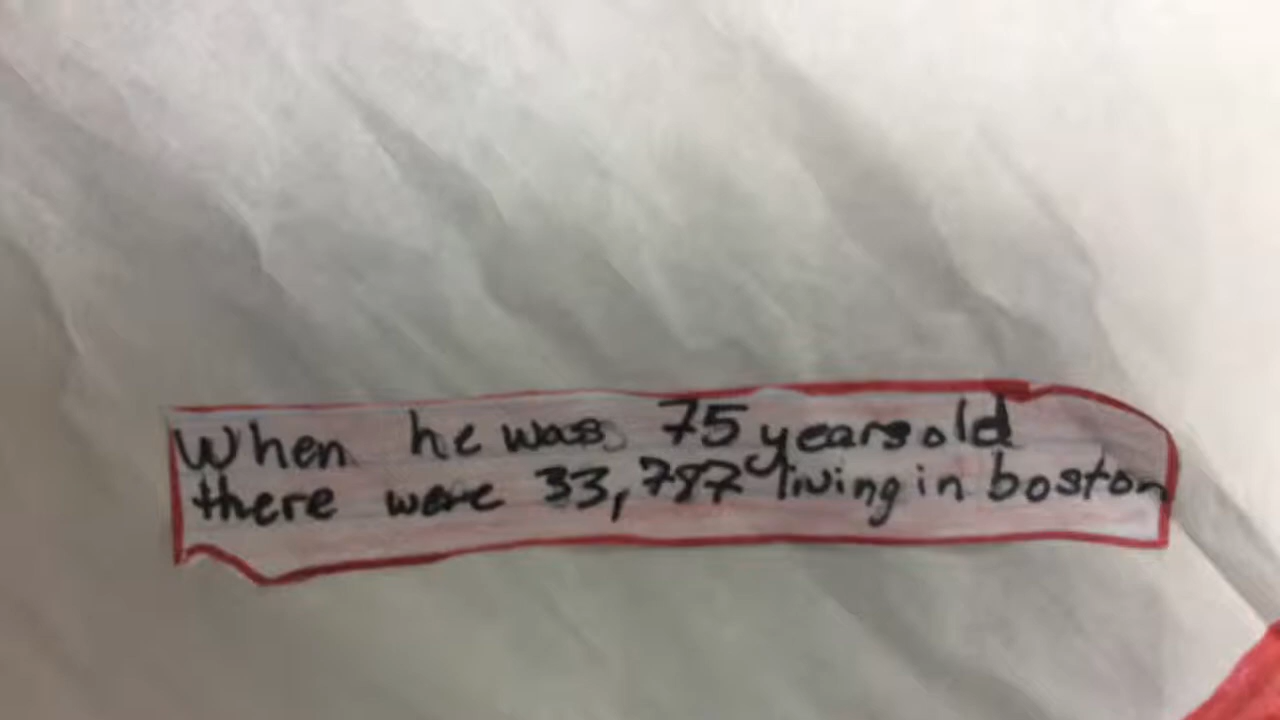 When he was 75 years old
there were 33,787 living in boston